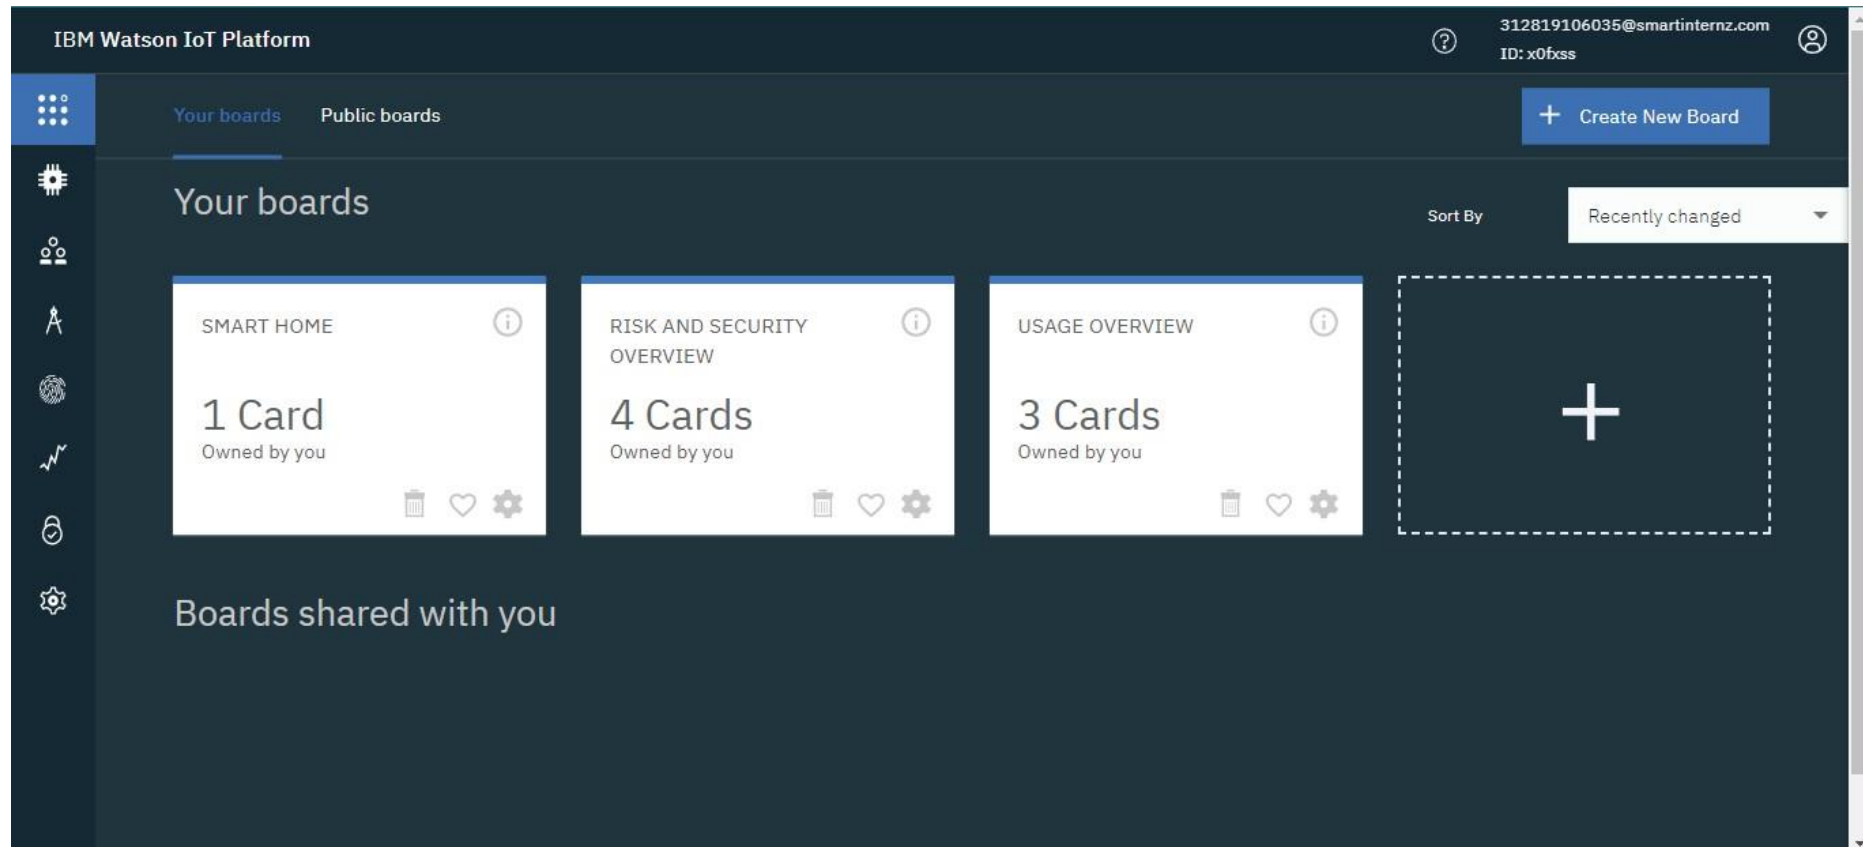 IBM Watson IoT Platform
312819106035@smartinternz.com
ID: x0fxss
Your boards
Public boards
Create New Board
Your boards
Sort By
Recently changed
SMART HOME
1 Card
Owned by you
RISK AND SECURITY
OVERVIEW
4 Cards
Owned by you
USAGE OVERVIEW
3 Cards
Owned by you
Boards shared with you